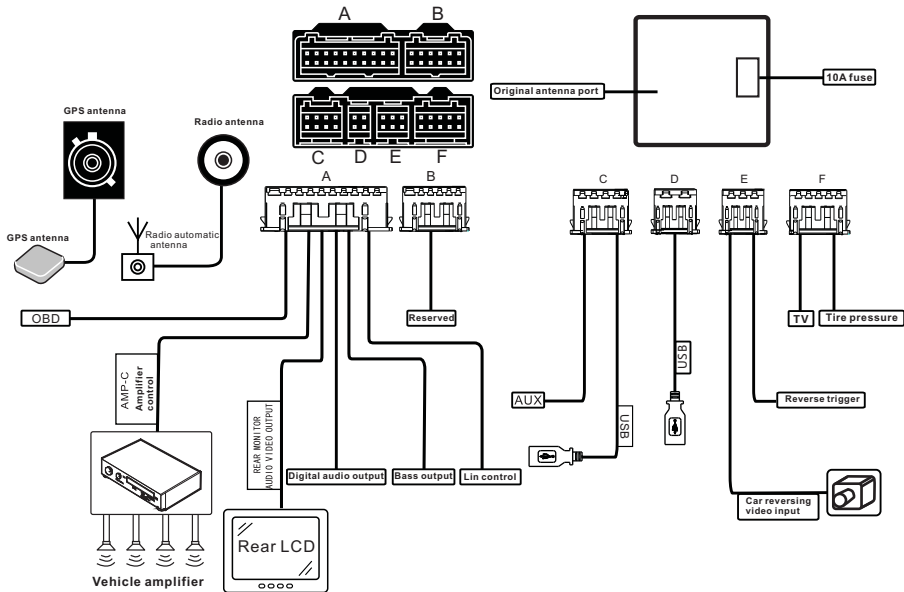 A
B
C
D
E
F
GPS antenna
Radio antenna
GPS antenna
Radio automatic
antenna
Original antenna port
10A fuse
A
B
C
D
E
F
OBD
Reserved
AMP-C
Amplifier
control
REAR MONITOR
AUDIO VIDEO OUTPUT
Digital audio output
Bass output
Lin control
Rear LCD
Vehicle amplifier
AUX
USB
USB
TV
Tire pressure
Reverse trigger
Car reversing
video input